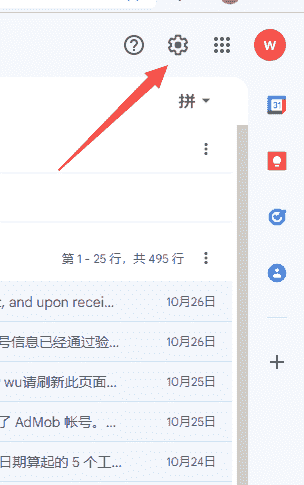 W
拼
31
第 1 - 25 行，共 495 行
, and upon recei... 10月26日
号信息已经通过验... 10月26日
wu请刷新此页面... 10月25日
了 AdMob 帐号。... 10月25日
日期算起的 5 个工... 10月24日